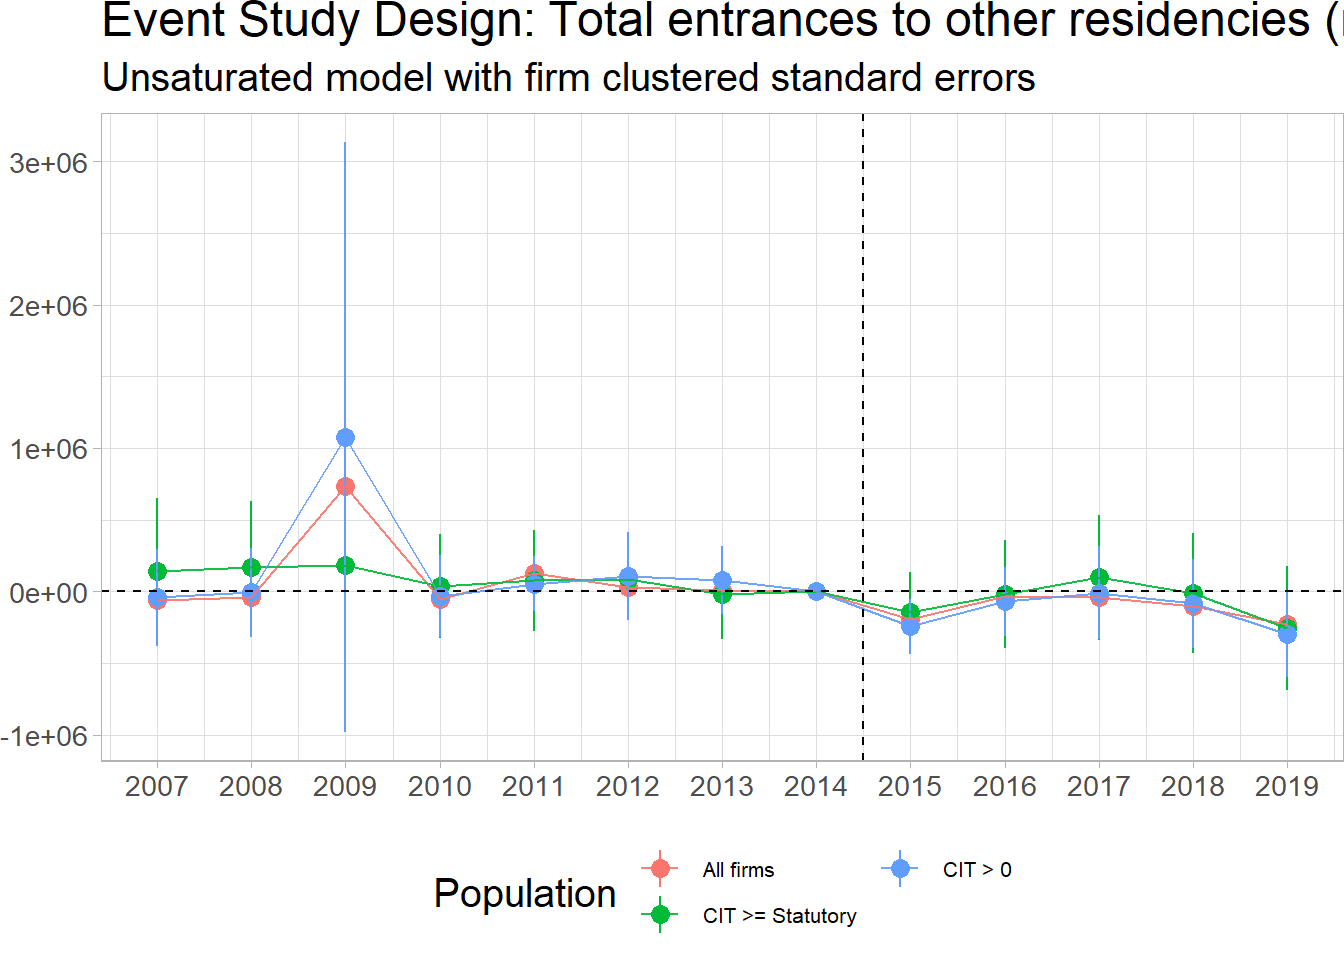 Event Study Design: Total entrances to other residencies (
Unsaturated model with firm clustered standard errors
3e+06
2e+06
1e+06
0e+00
-1e+06
2007 2008 2009 2010 2011 2012 2013 2014 2015 2016 2017 2018 2019
Population
All firms
CIT > 0
CIT >= Statutory